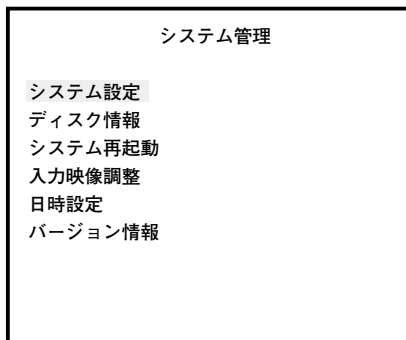 システム管理
システム設定
ディスク情報
システム再起動
入力映像調整
日時設定
バージョン情報